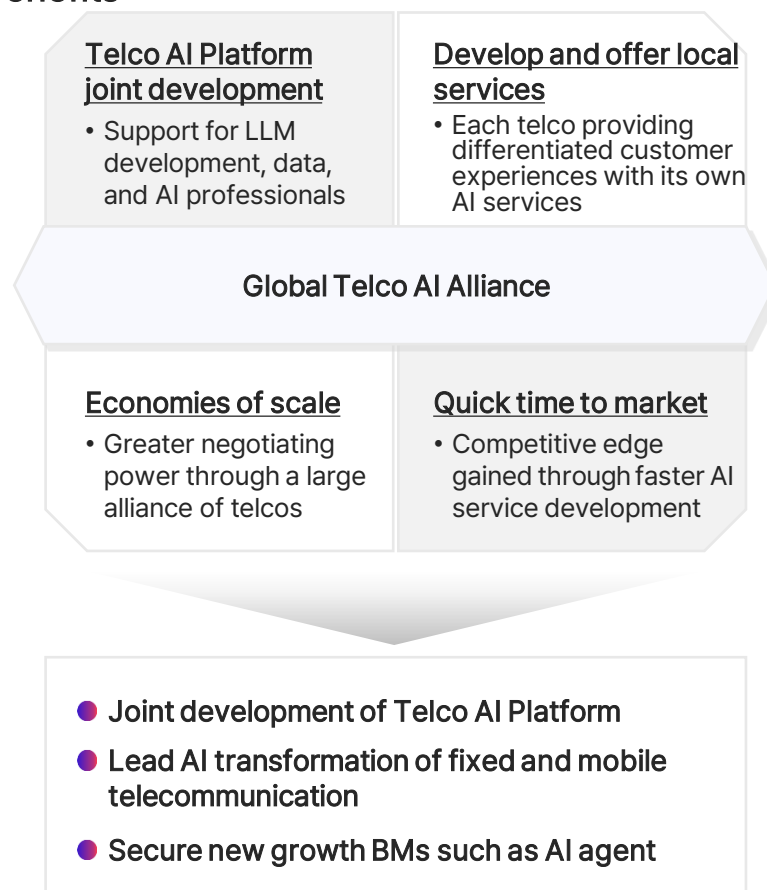 Telco AI Platform
joint development
• Support for LLM
development, data,
and AI professionals
Develop and offer local
services
• Each telco providing
differentiated customer
experiences with its own
AI services
Global Telco AI Alliance
Economies of scale
• Greater negotiating
power through a large
alliance of telcos
Quick time to market
• Competitive edge
gained through faster AI
service development
Joint development of Telco AI Platform
Lead AI transformation of fixed and mobile
telecommunication
Secure new growth BMs such as AI agent